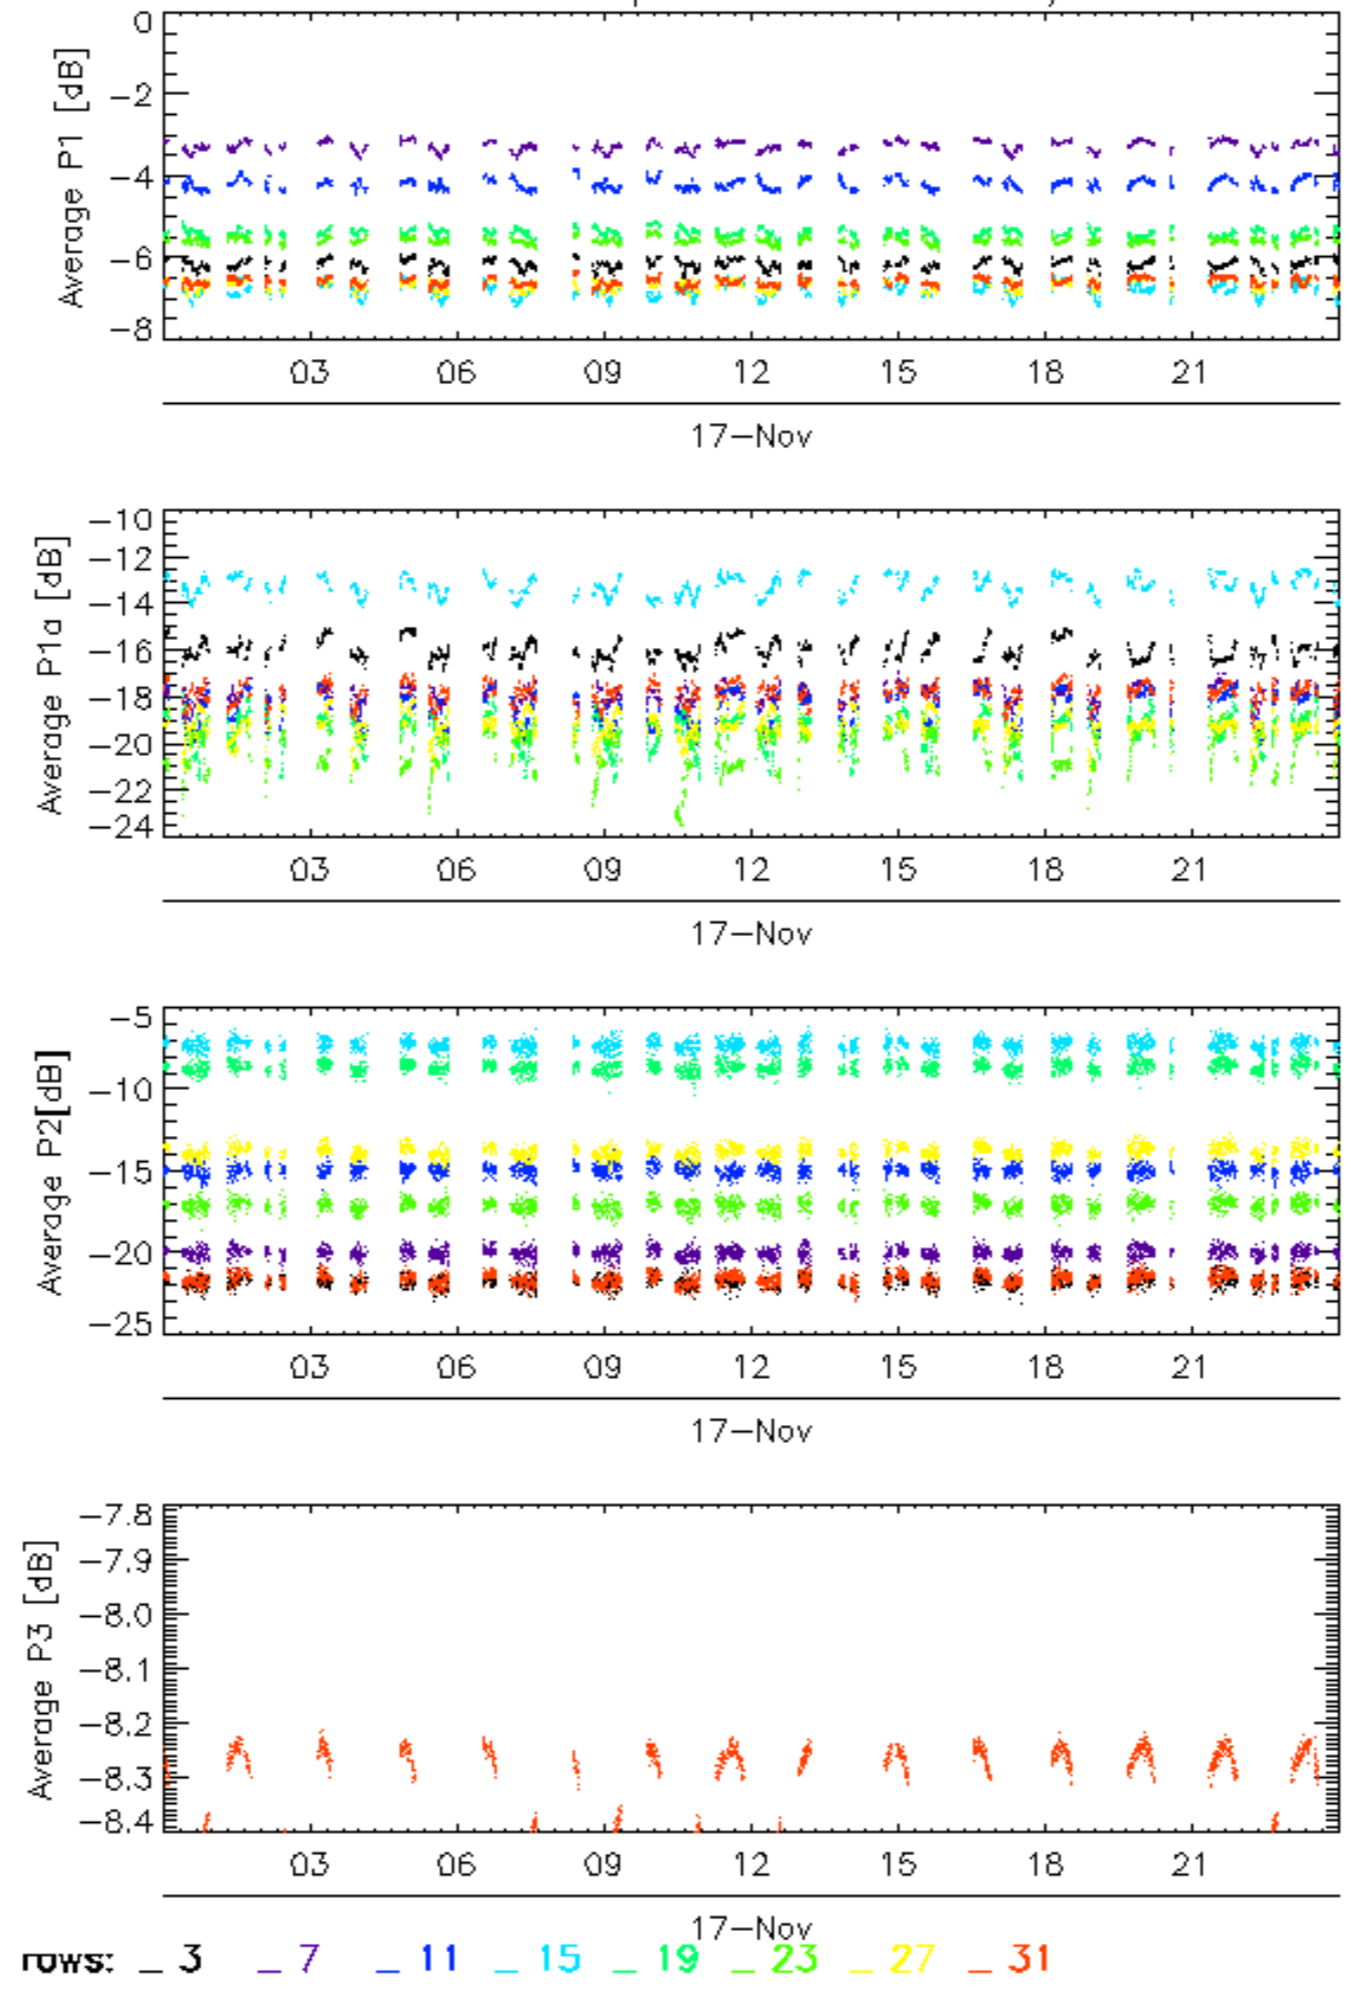 0
-2
-4
-6
-8
Average P1 [dB]
03 06 09 12 15 18 21
17-Nov
-10
-12
-14
-16
-18
-20
-22
-24
Average P1a [dB]
03 06 09 12 15 18 21
17-Nov
-5
-10
-15
-20
-25
Average P2[dB]
03 06 09 12 15 18 21
17-Nov
-7.8
-7.9
-8.0
-8.1
-8.2
-8.3
-8.4
Average P3 [dB]
03 06 09 12 15 18 21
17-Nov
rows: _ 3 _ 7 _ 11 _ 15 _ 19 _ 23 _ 27 _ 31